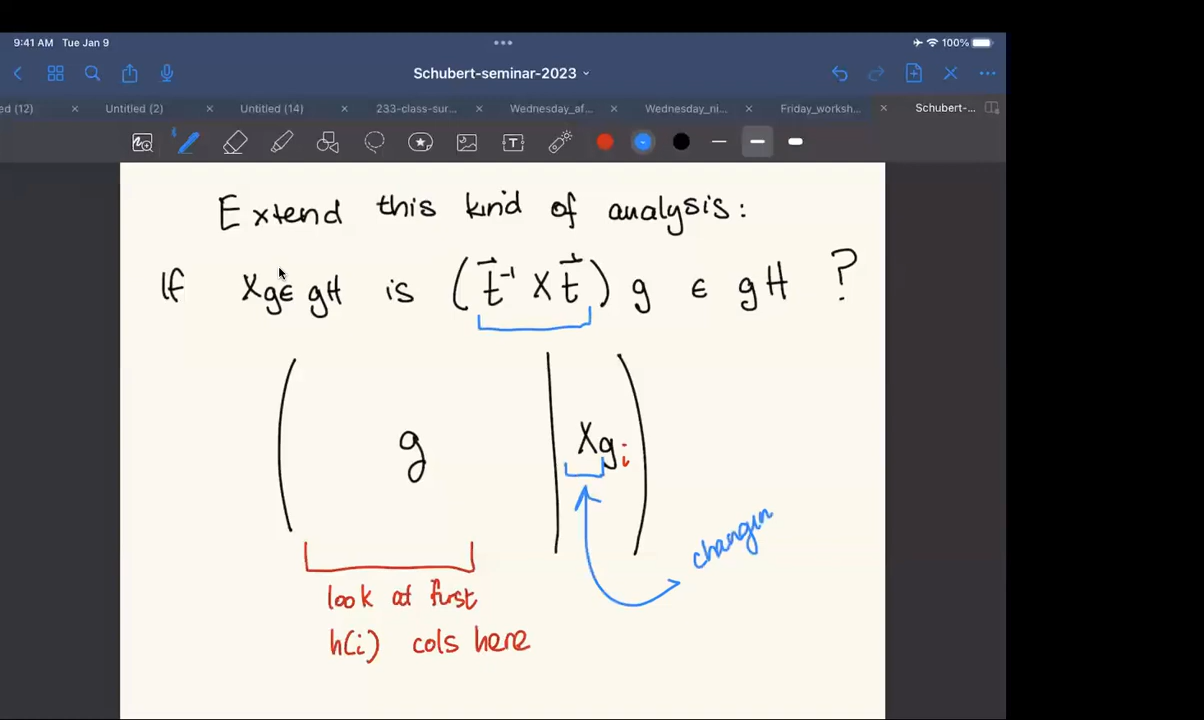 9:41 AM Tue Jan 9
100%
Schubert-seminar-2023
ed (12)
Untitled (2)
Untitled (14)
233-class-sur...
Wednesday_af...
Wednesday_ni...
Friday_worksh...
Schubert-...
Extend this kind of analysis:
If Xg ∈ gH is (t⃗⁻¹ X t⃗) g ∈ gH ?
( g | Xgᵢ )
changin
look at first
h(i) cols here